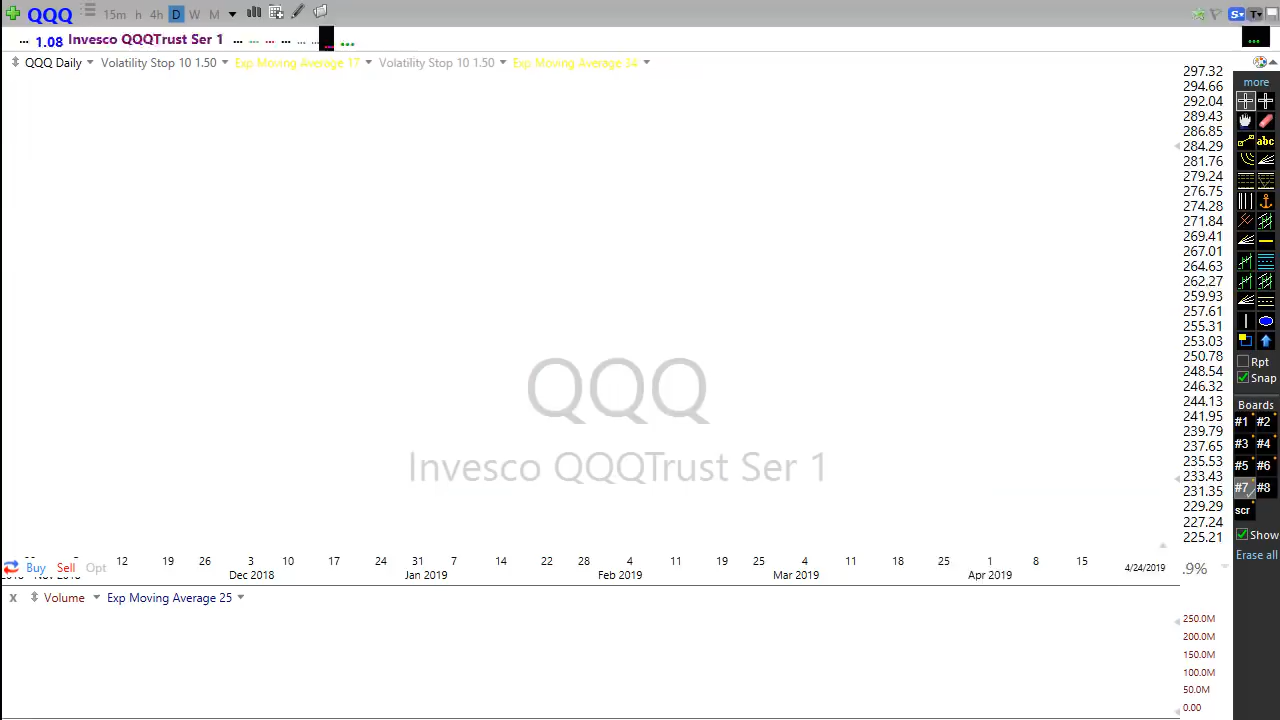 QQQ 15m h 4h D W M S T
... 1.08 Invesco QQQTrust Ser 1 ... ... ... ... ... ... ... ...
QQQ Daily Volatility Stop 10 1.50 Exp Moving Average 17 Volatility Stop 10 1.50 Exp Moving Average 34
297.32
294.66
292.04
289.43
286.85
284.29
281.76
279.24
276.75
274.28
271.84
269.41
267.01
264.63
262.27
259.93
257.61
255.31
253.03
250.78
248.54
246.32
244.13
241.95
239.79
237.65
235.53
233.43
231.35
229.29
227.24
225.21
more
abc
Rpt
Snap
Boards
#1 #2
#3 #4
#5 #6
#7 #8
scr
Show
Erase all
QQQ
Invesco QQQTrust Ser 1
12 19 26 3 10 17 24 31 7 14 22 28 4 11 19 25 4 11 18 25 1 8 15
Buy Sell Opt 4/24/2019 .9%
Dec 2018 Jan 2019 Feb 2019 Mar 2019 Apr 2019
x Volume Exp Moving Average 25
250.0M
200.0M
150.0M
100.0M
50.0M
0.00